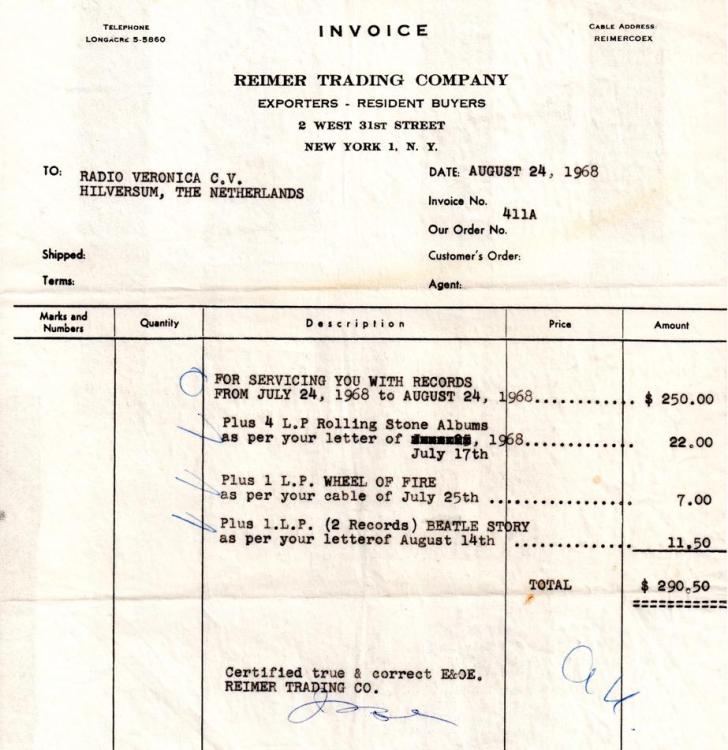 TELEPHONE
LONGACRE 5-5860
INVOICE
CABLE ADDRESS
REIMERCOEX
REIMER TRADING COMPANY
EXPORTERS - RESIDENT BUYERS
2 WEST 31ST STREET
NEW YORK 1, N. Y.
TO: RADIO VERONICA C.V.
HILVERSUM, THE NETHERLANDS
DATE: AUGUST 24, 1968
Invoice No.
411A
Our Order No.
Shipped:
Customer's Order:
Terms:
Agent:
Marks and Numbers Quantity Description Price Amount
FOR SERVICING YOU WITH RECORDS
FROM JULY 24, 1968 to AUGUST 24, 1968............ $ 250.00
Plus 4 L.P Rolling Stone Albums
as per your letter of , 1968............ 22.00
July 17th
Plus 1 L.P. WHEEL OF FIRE
as per your cable of July 25th ................ 7.00
Plus 1.L.P. (2 Records) BEATLE STORY
as per your letterof August 14th ............. 11,50
TOTAL $ 290.50
Certified true & correct E&OE.
REIMER TRADING CO.